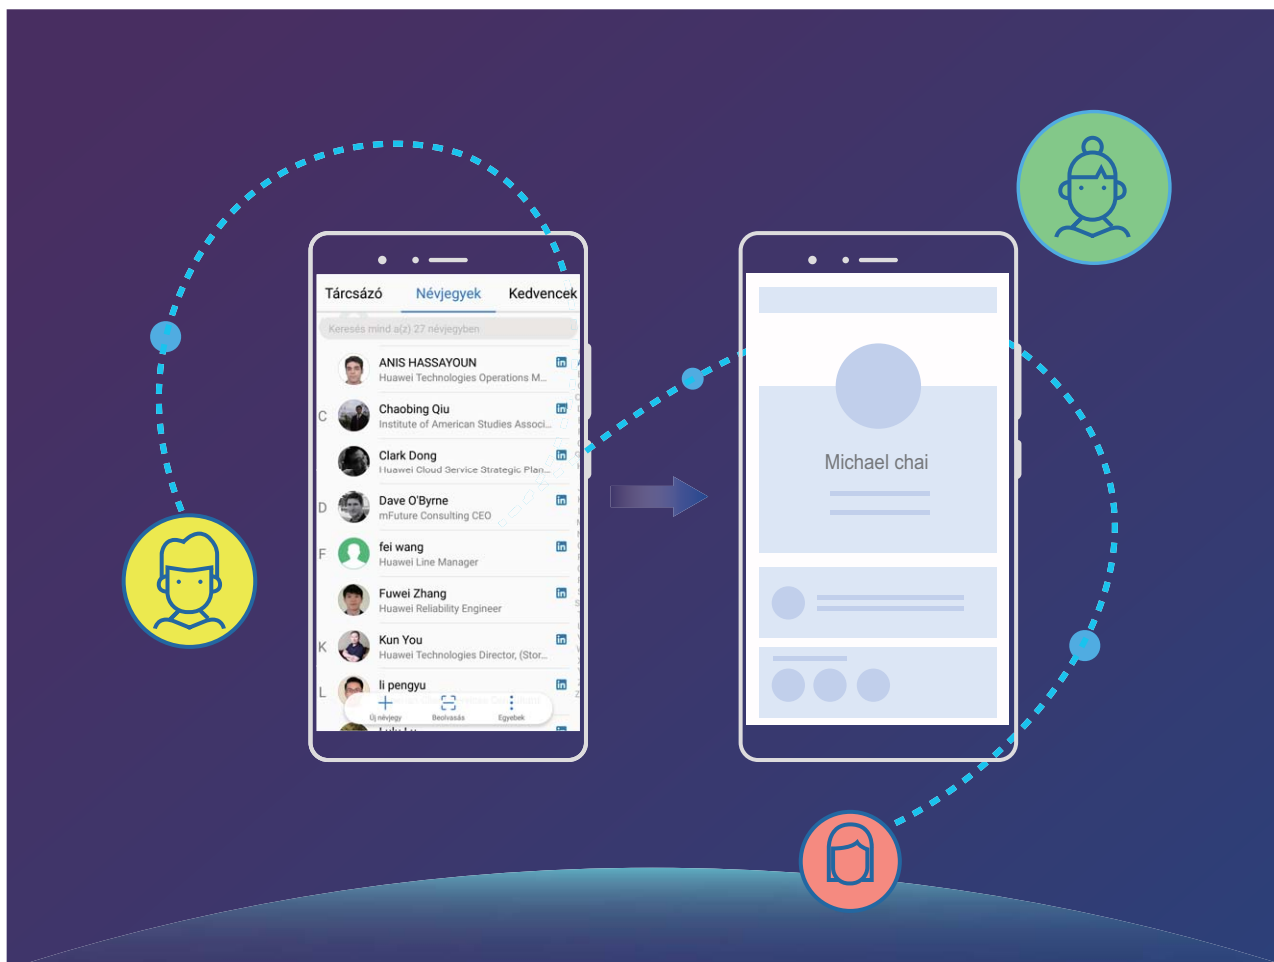 Tárcsázó Névjegyek Kedvencek
Keresés mind a(z) 27 névjegyben
ANIS HASSAYOUN
Huawei Technologies Operations M...
C
Chaobing Qiu
Institute of American Studies Associ...
Clark Dong
Huawei Cloud Service Strategic Plan...
D
Dave O'Byrne
mFuture Consulting CEO
F
fei wang
Huawei Line Manager
Fuwei Zhang
Huawei Reliability Engineer
K
Kun You
Huawei Technologies Director, (Stor...
L
li pengyu
Új névjegy Beolvasás Egyebek
Michael chai